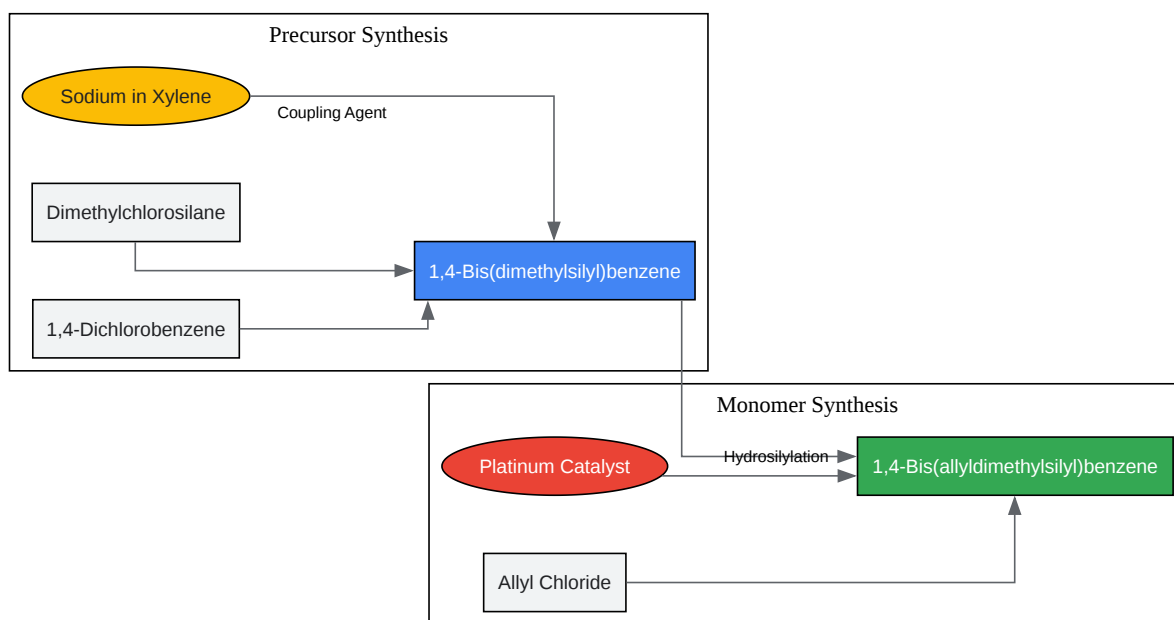 Precursor Synthesis
Sodium in Xylene
Coupling Agent
Dimethylchlorosilane
1,4-Bis(dimethylsilyl)benzene
1,4-Dichlorobenzene
Monomer Synthesis
Platinum Catalyst
Hydrosilylation
1,4-Bis(allyldimethylsilyl)benzene
Allyl Chloride